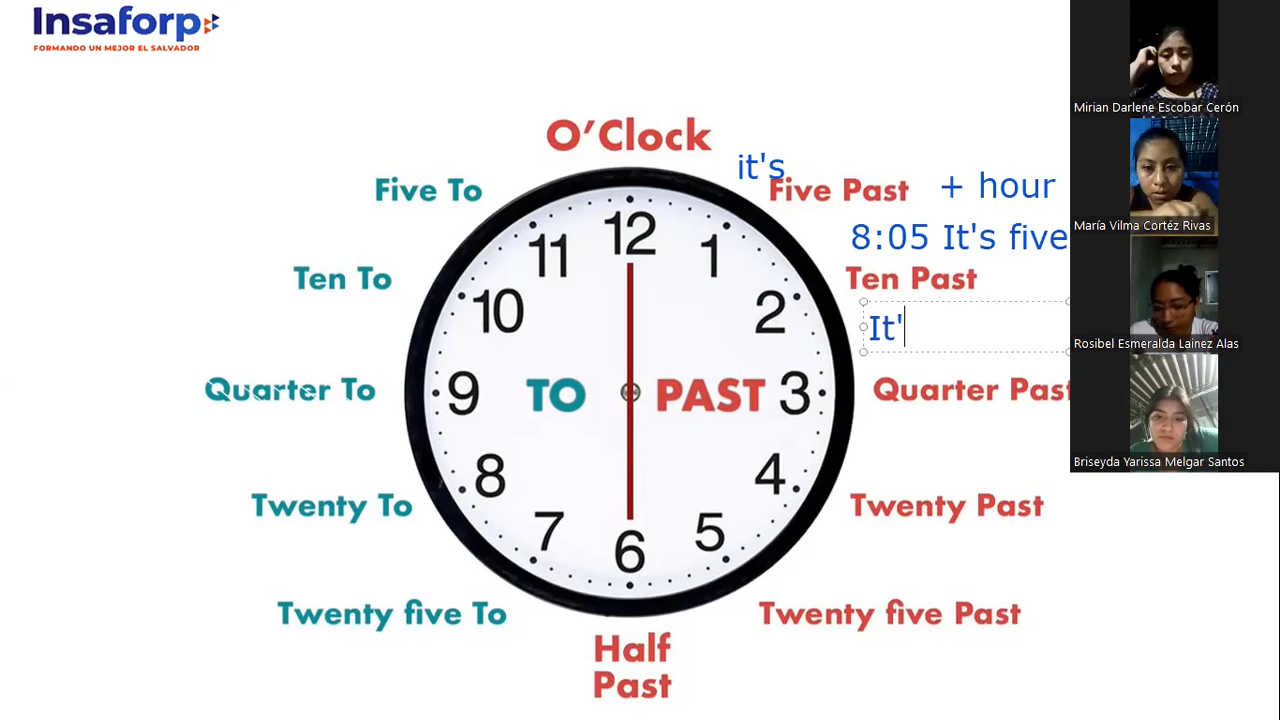 Insaforp
FORMANDO UN MEJOR EL SALVADOR
O'Clock
it's
Five To
Five Past
+ hour
8:05 It's five
Ten To
Ten Past
It'
Quarter To
Quarter Past
Twenty To
Twenty Past
Twenty five To
Twenty five Past
Half
Past
12
11
1
10
2
9
TO
PAST
3
8
4
7
5
6
Mirian Darlene Escobar Cerón
María Vilma Cortéz Rivas
Rosibel Esmeralda Lainez Alas
Briseyda Yarissa Melgar Santos